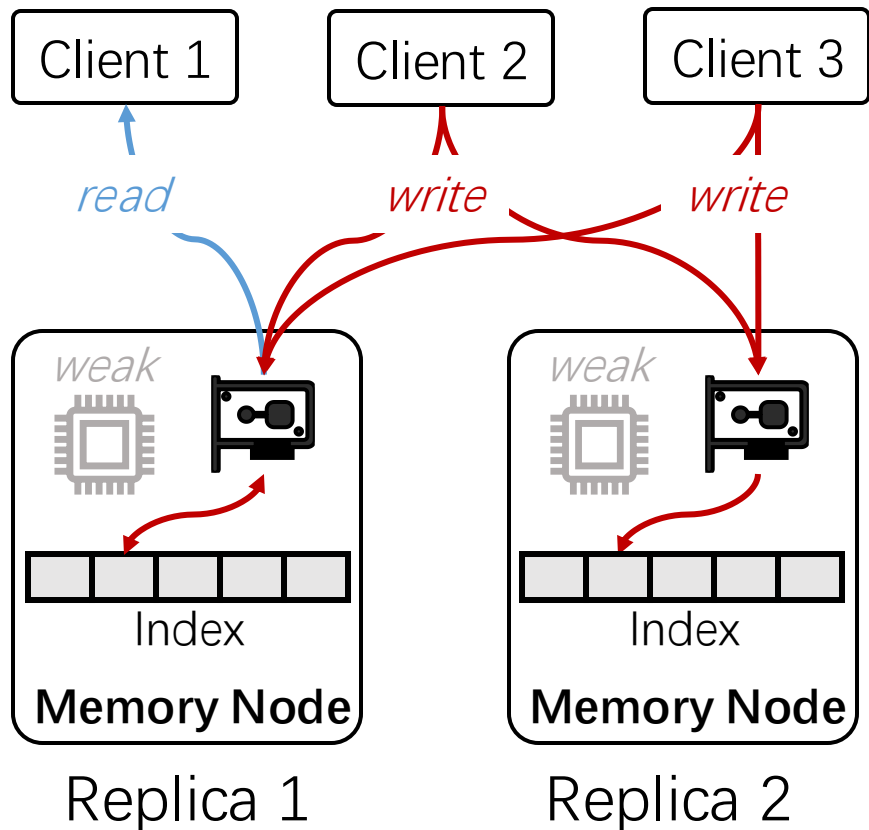 Client 1 Client 2 Client 3
read write write
weak weak
Index Index
Memory Node Memory Node
Replica 1 Replica 2